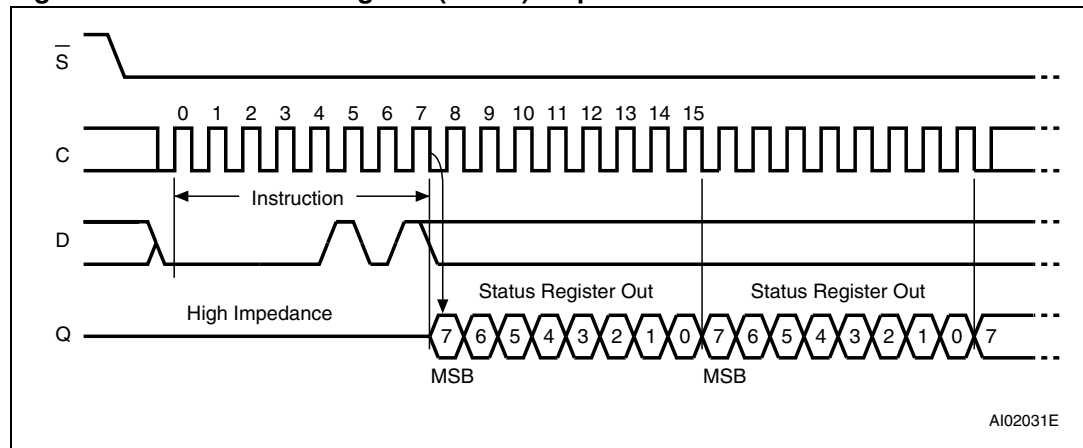 S
0 1 2 3 4 5 6 7 8 9 10 11 12 13 14 15
C
Instruction
D
Status Register Out Status Register Out
High Impedance
Q 7 6 5 4 3 2 1 0 7 6 5 4 3 2 1 0 7
MSB MSB
AI02031E